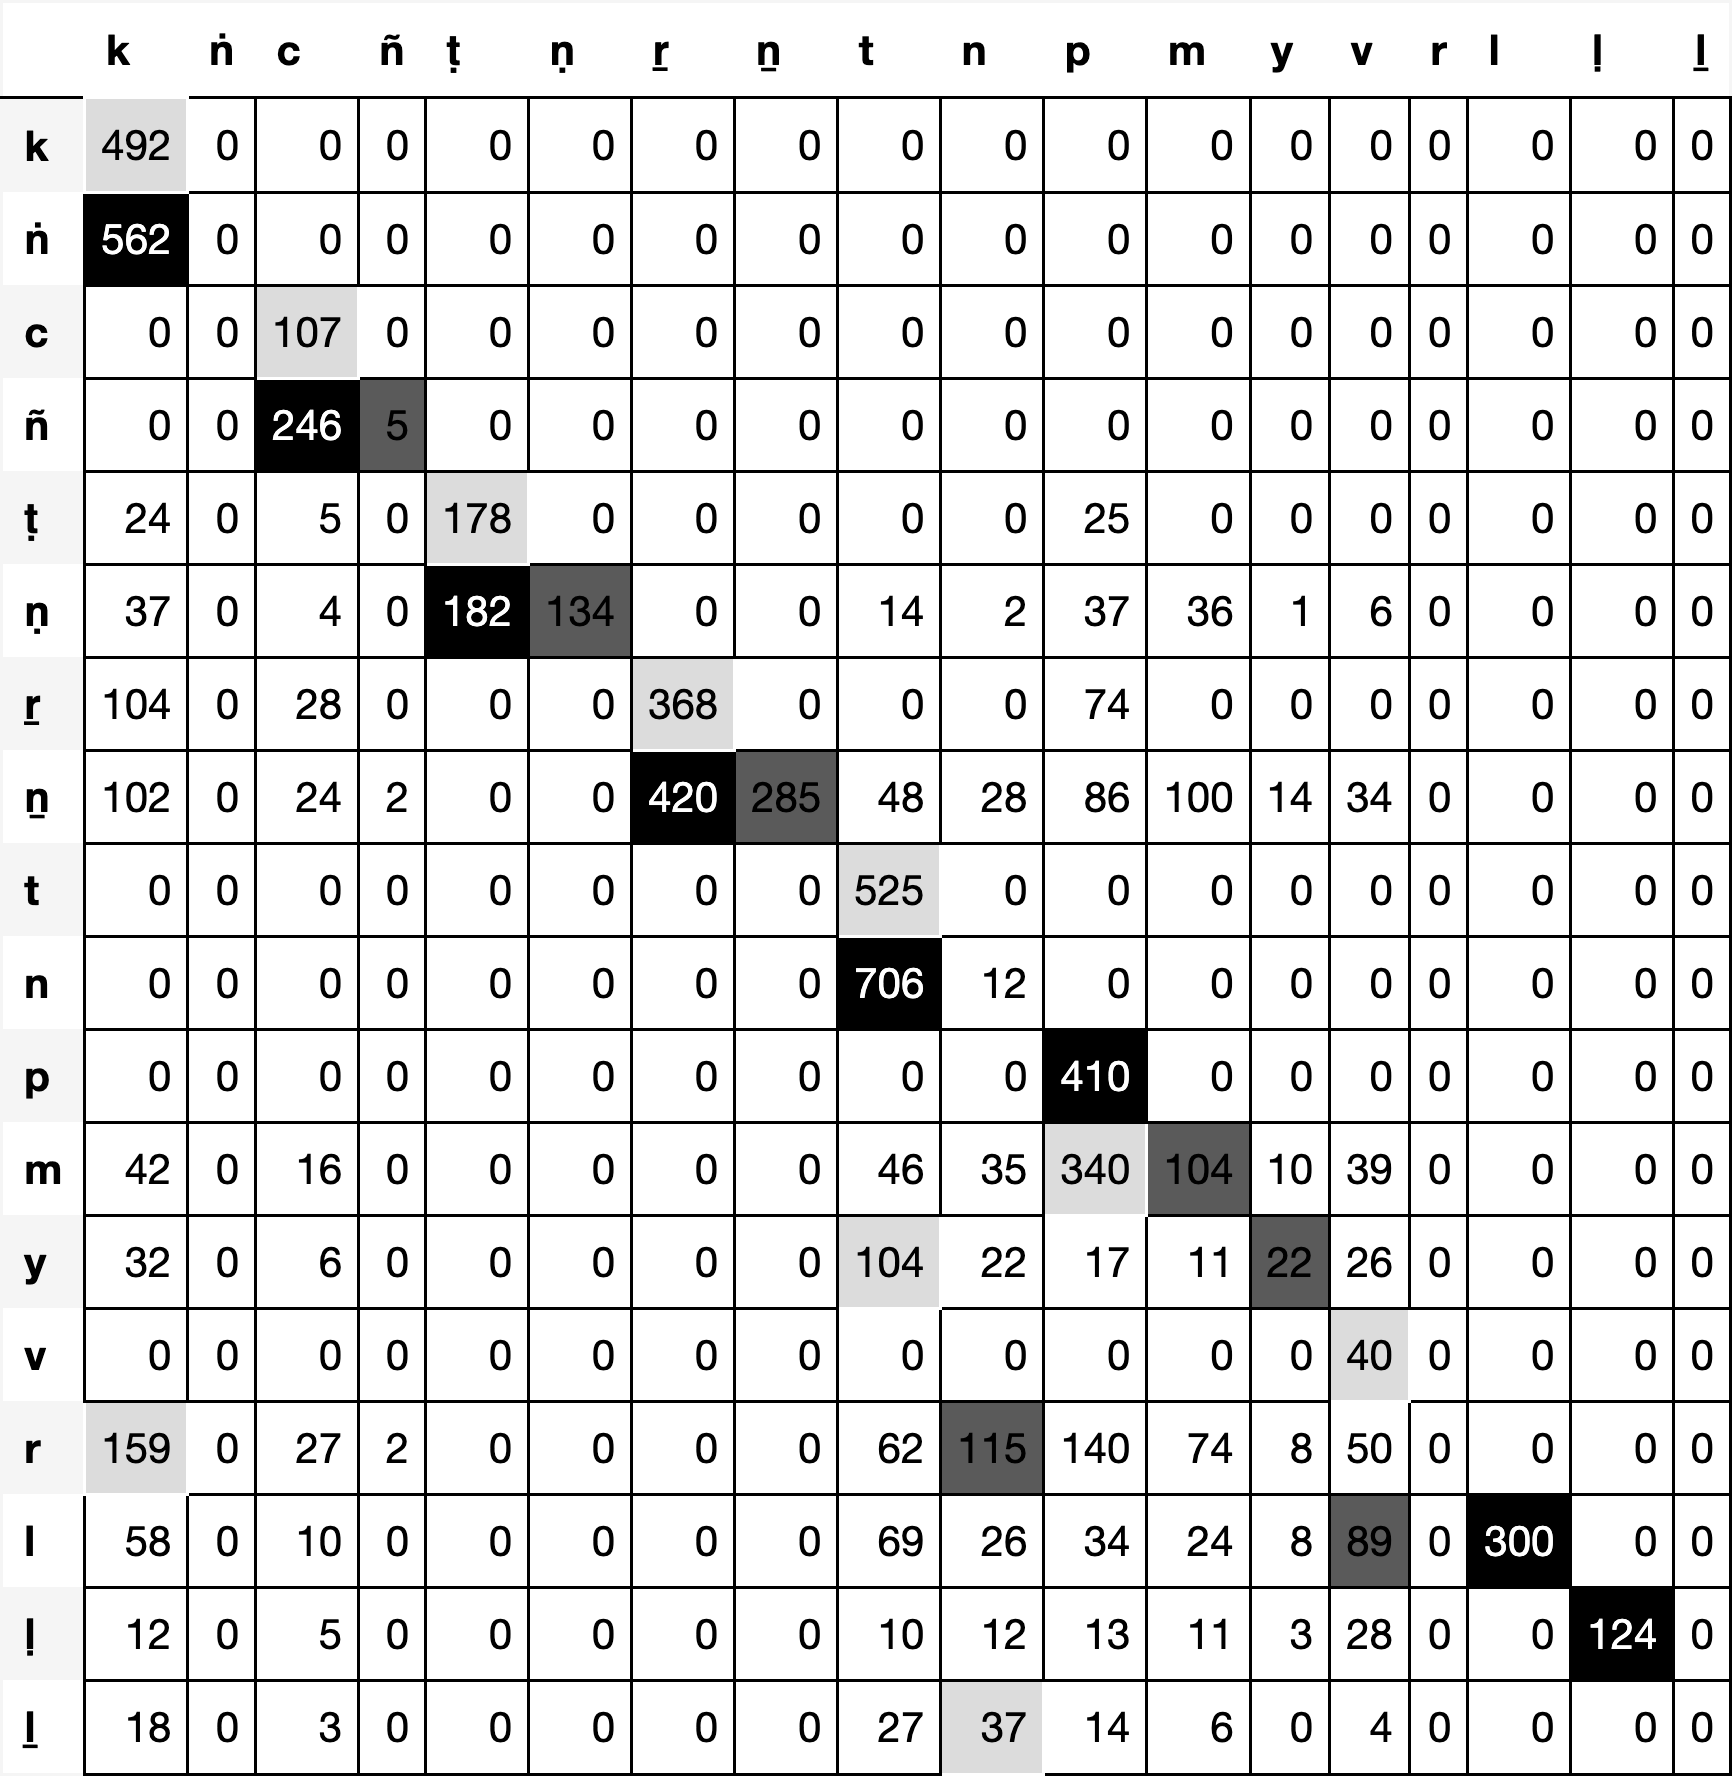 k ṅ c ñ ṭ ṇ ṟ ṉ t n p m y v r l ḷ ḻ
k 492 0 0 0 0 0 0 0 0 0 0 0 0 0 0 0 0 0
ṅ 562 0 0 0 0 0 0 0 0 0 0 0 0 0 0 0 0 0
c 0 0 107 0 0 0 0 0 0 0 0 0 0 0 0 0 0 0
ñ 0 0 246 5 0 0 0 0 0 0 0 0 0 0 0 0 0 0
ṭ 24 0 5 0 178 0 0 0 0 0 25 0 0 0 0 0 0 0
ṇ 37 0 4 0 182 134 0 0 14 2 37 36 1 6 0 0 0 0
ṟ 104 0 28 0 0 0 368 0 0 0 74 0 0 0 0 0 0 0
ṉ 102 0 24 2 0 0 420 285 48 28 86 100 14 34 0 0 0 0
t 0 0 0 0 0 0 0 0 525 0 0 0 0 0 0 0 0 0
n 0 0 0 0 0 0 0 0 706 12 0 0 0 0 0 0 0 0
p 0 0 0 0 0 0 0 0 0 0 410 0 0 0 0 0 0 0
m 42 0 16 0 0 0 0 0 46 35 340 104 10 39 0 0 0 0
y 32 0 6 0 0 0 0 0 104 22 17 11 22 26 0 0 0 0
v 0 0 0 0 0 0 0 0 0 0 0 0 0 40 0 0 0 0
r 159 0 27 2 0 0 0 0 62 115 140 74 8 50 0 0 0 0
l 58 0 10 0 0 0 0 0 69 26 34 24 8 89 0 300 0 0
ḷ 12 0 5 0 0 0 0 0 10 12 13 11 3 28 0 0 124 0
ḻ 18 0 3 0 0 0 0 0 27 37 14 6 0 4 0 0 0 0